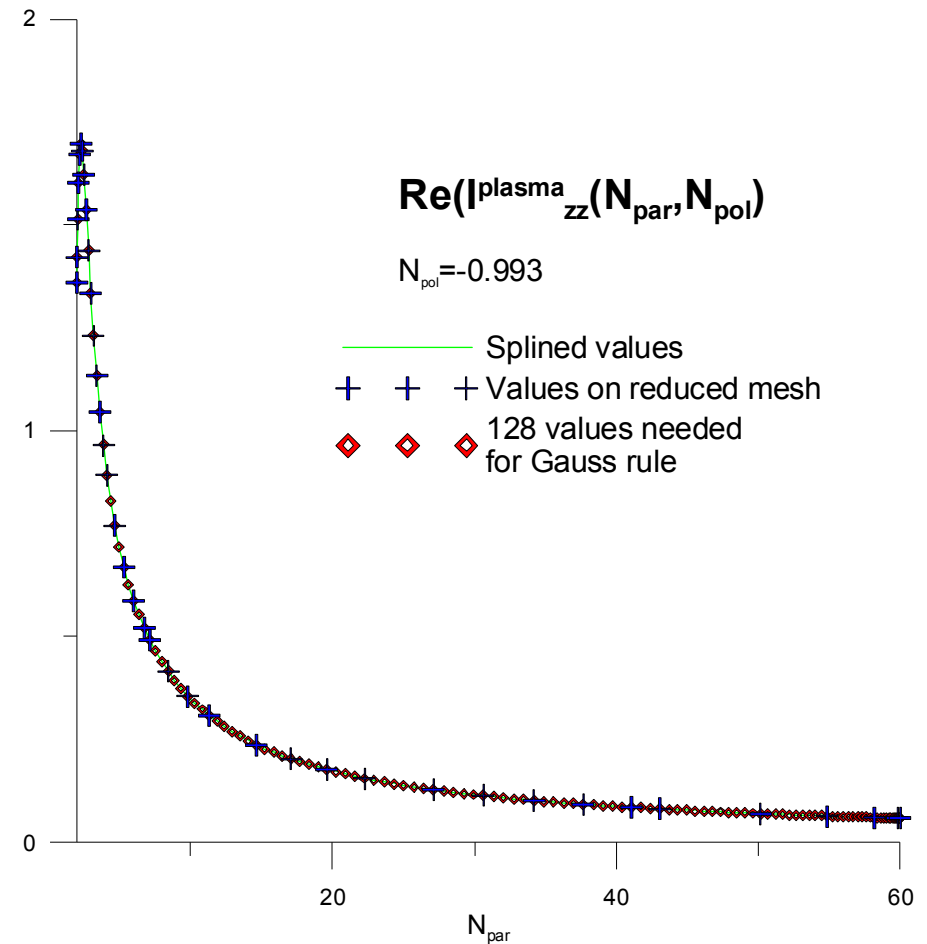 2
Re(I^plasma_zz(N_par,N_pol)
N_pol=-0.993
Splined values
Values on reduced mesh
128 values needed
for Gauss rule
1
0
20
40
60
N_par